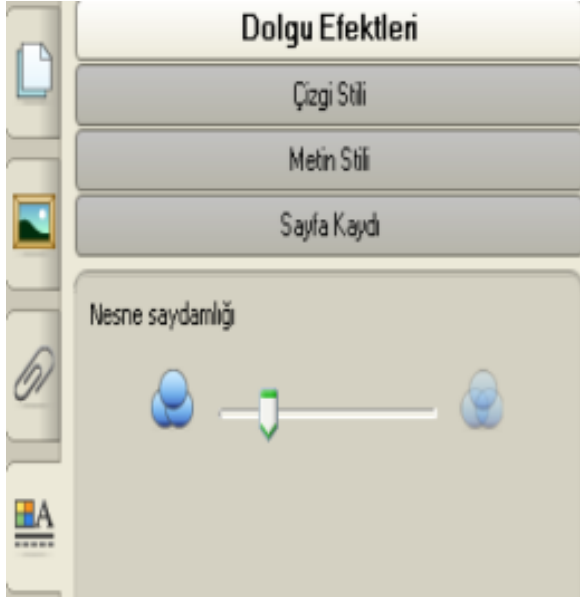 Dolgu Efektleri
Çizgi Stili
Metin Stili
Sayfa Kaydı
Nesne saydamlığı
A